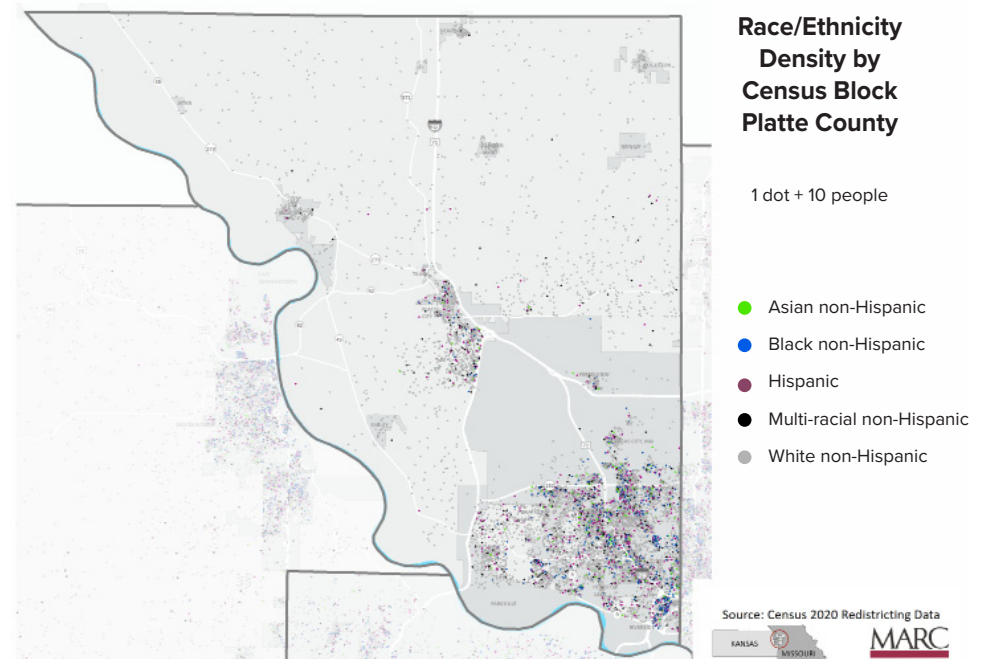 Race/Ethnicity
Density by
Census Block
Platte County
1 dot + 10 people
Asian non-Hispanic
Black non-Hispanic
Hispanic
Multi-racial non-Hispanic
White non-Hispanic
PARKVILLE
Source: Census 2020 Redistricting Data
KANSAS
MISSOURI
MARC